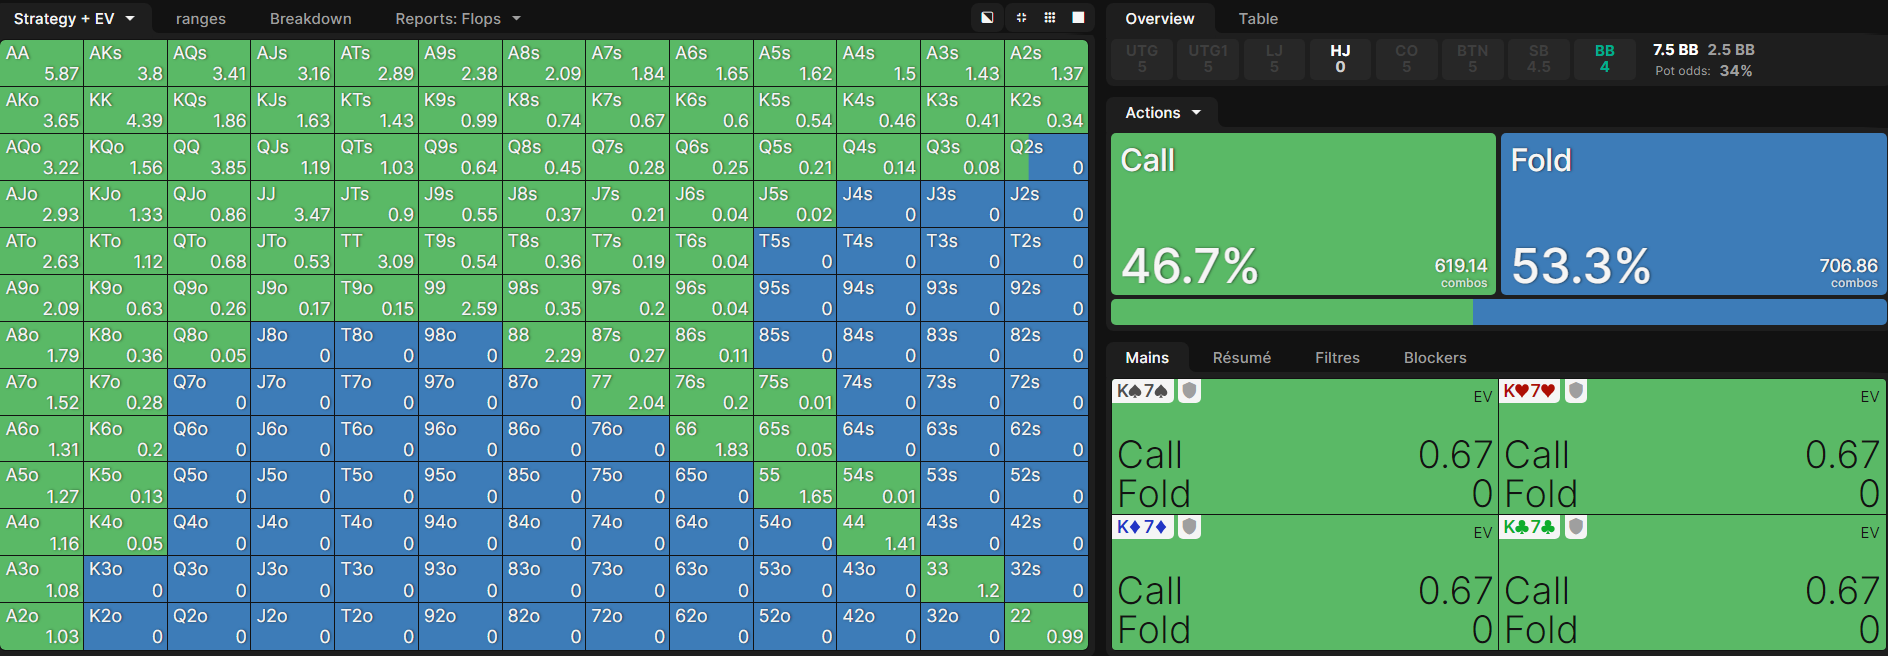 Strategy + EV ranges Breakdown Reports: Flops
AA AKs AQs AJs ATs A9s A8s A7s A6s A5s A4s A3s A2s
5.87 3.8 3.41 3.16 2.89 2.38 2.09 1.84 1.65 1.62 1.5 1.43 1.37
AKo KK KQs KJs KTs K9s K8s K7s K6s K5s K4s K3s K2s
3.65 4.39 1.86 1.63 1.43 0.99 0.74 0.67 0.6 0.54 0.46 0.41 0.34
AQo KQo QQ QJs QTs Q9s Q8s Q7s Q6s Q5s Q4s Q3s Q2s
3.22 1.56 3.85 1.19 1.03 0.64 0.45 0.28 0.25 0.21 0.14 0.08 0
AJo KJo QJo JJ JTs J9s J8s J7s J6s J5s J4s J3s J2s
2.93 1.33 0.86 3.47 0.9 0.55 0.37 0.21 0.04 0.02 0 0 0
ATo KTo QTo JTo TT T9s T8s T7s T6s T5s T4s T3s T2s
2.63 1.12 0.68 0.53 3.09 0.54 0.36 0.19 0.04 0 0 0 0
A9o K9o Q9o J9o T9o 99 98s 97s 96s 95s 94s 93s 92s
2.09 0.63 0.26 0.17 0.15 2.59 0.35 0.2 0.04 0 0 0 0
A8o K8o Q8o J8o T8o 98o 88 87s 86s 85s 84s 83s 82s
1.79 0.36 0.05 0 0 0 2.29 0.27 0.11 0 0 0 0
A7o K7o Q7o J7o T7o 97o 87o 77 76s 75s 74s 73s 72s
1.52 0.28 0 0 0 0 0 2.04 0.2 0.01 0 0 0
A6o K6o Q6o J6o T6o 96o 86o 76o 66 65s 64s 63s 62s
1.31 0.2 0 0 0 0 0 0 1.83 0.05 0 0 0
A5o K5o Q5o J5o T5o 95o 85o 75o 65o 55 54s 53s 52s
1.27 0.13 0 0 0 0 0 0 0 1.65 0.01 0 0
A4o K4o Q4o J4o T4o 94o 84o 74o 64o 54o 44 43s 42s
1.16 0.05 0 0 0 0 0 0 0 0 1.41 0 0
A3o K3o Q3o J3o T3o 93o 83o 73o 63o 53o 43o 33 32s
1.08 0 0 0 0 0 0 0 0 0 0 1.2 0
A2o K2o Q2o J2o T2o 92o 82o 72o 62o 52o 42o 32o 22
1.03 0 0 0 0 0 0 0 0 0 0 0 0.99
Overview Table
UTG UTG1 LJ HJ CO BTN SB BB 7.5 BB 2.5 BB
5 5 5 0 5 5 4.5 4 Pot odds: 34%
Actions
Call Fold
46.7% 619.14 combos 53.3% 706.86 combos
Mains Résumé Filtres Blockers
K♠7♠ EV K♥7♥ EV
Call 0.67 Call 0.67
Fold 0 Fold 0
K♦7♦ EV K♣7♣ EV
Call 0.67 Call 0.67
Fold 0 Fold 0